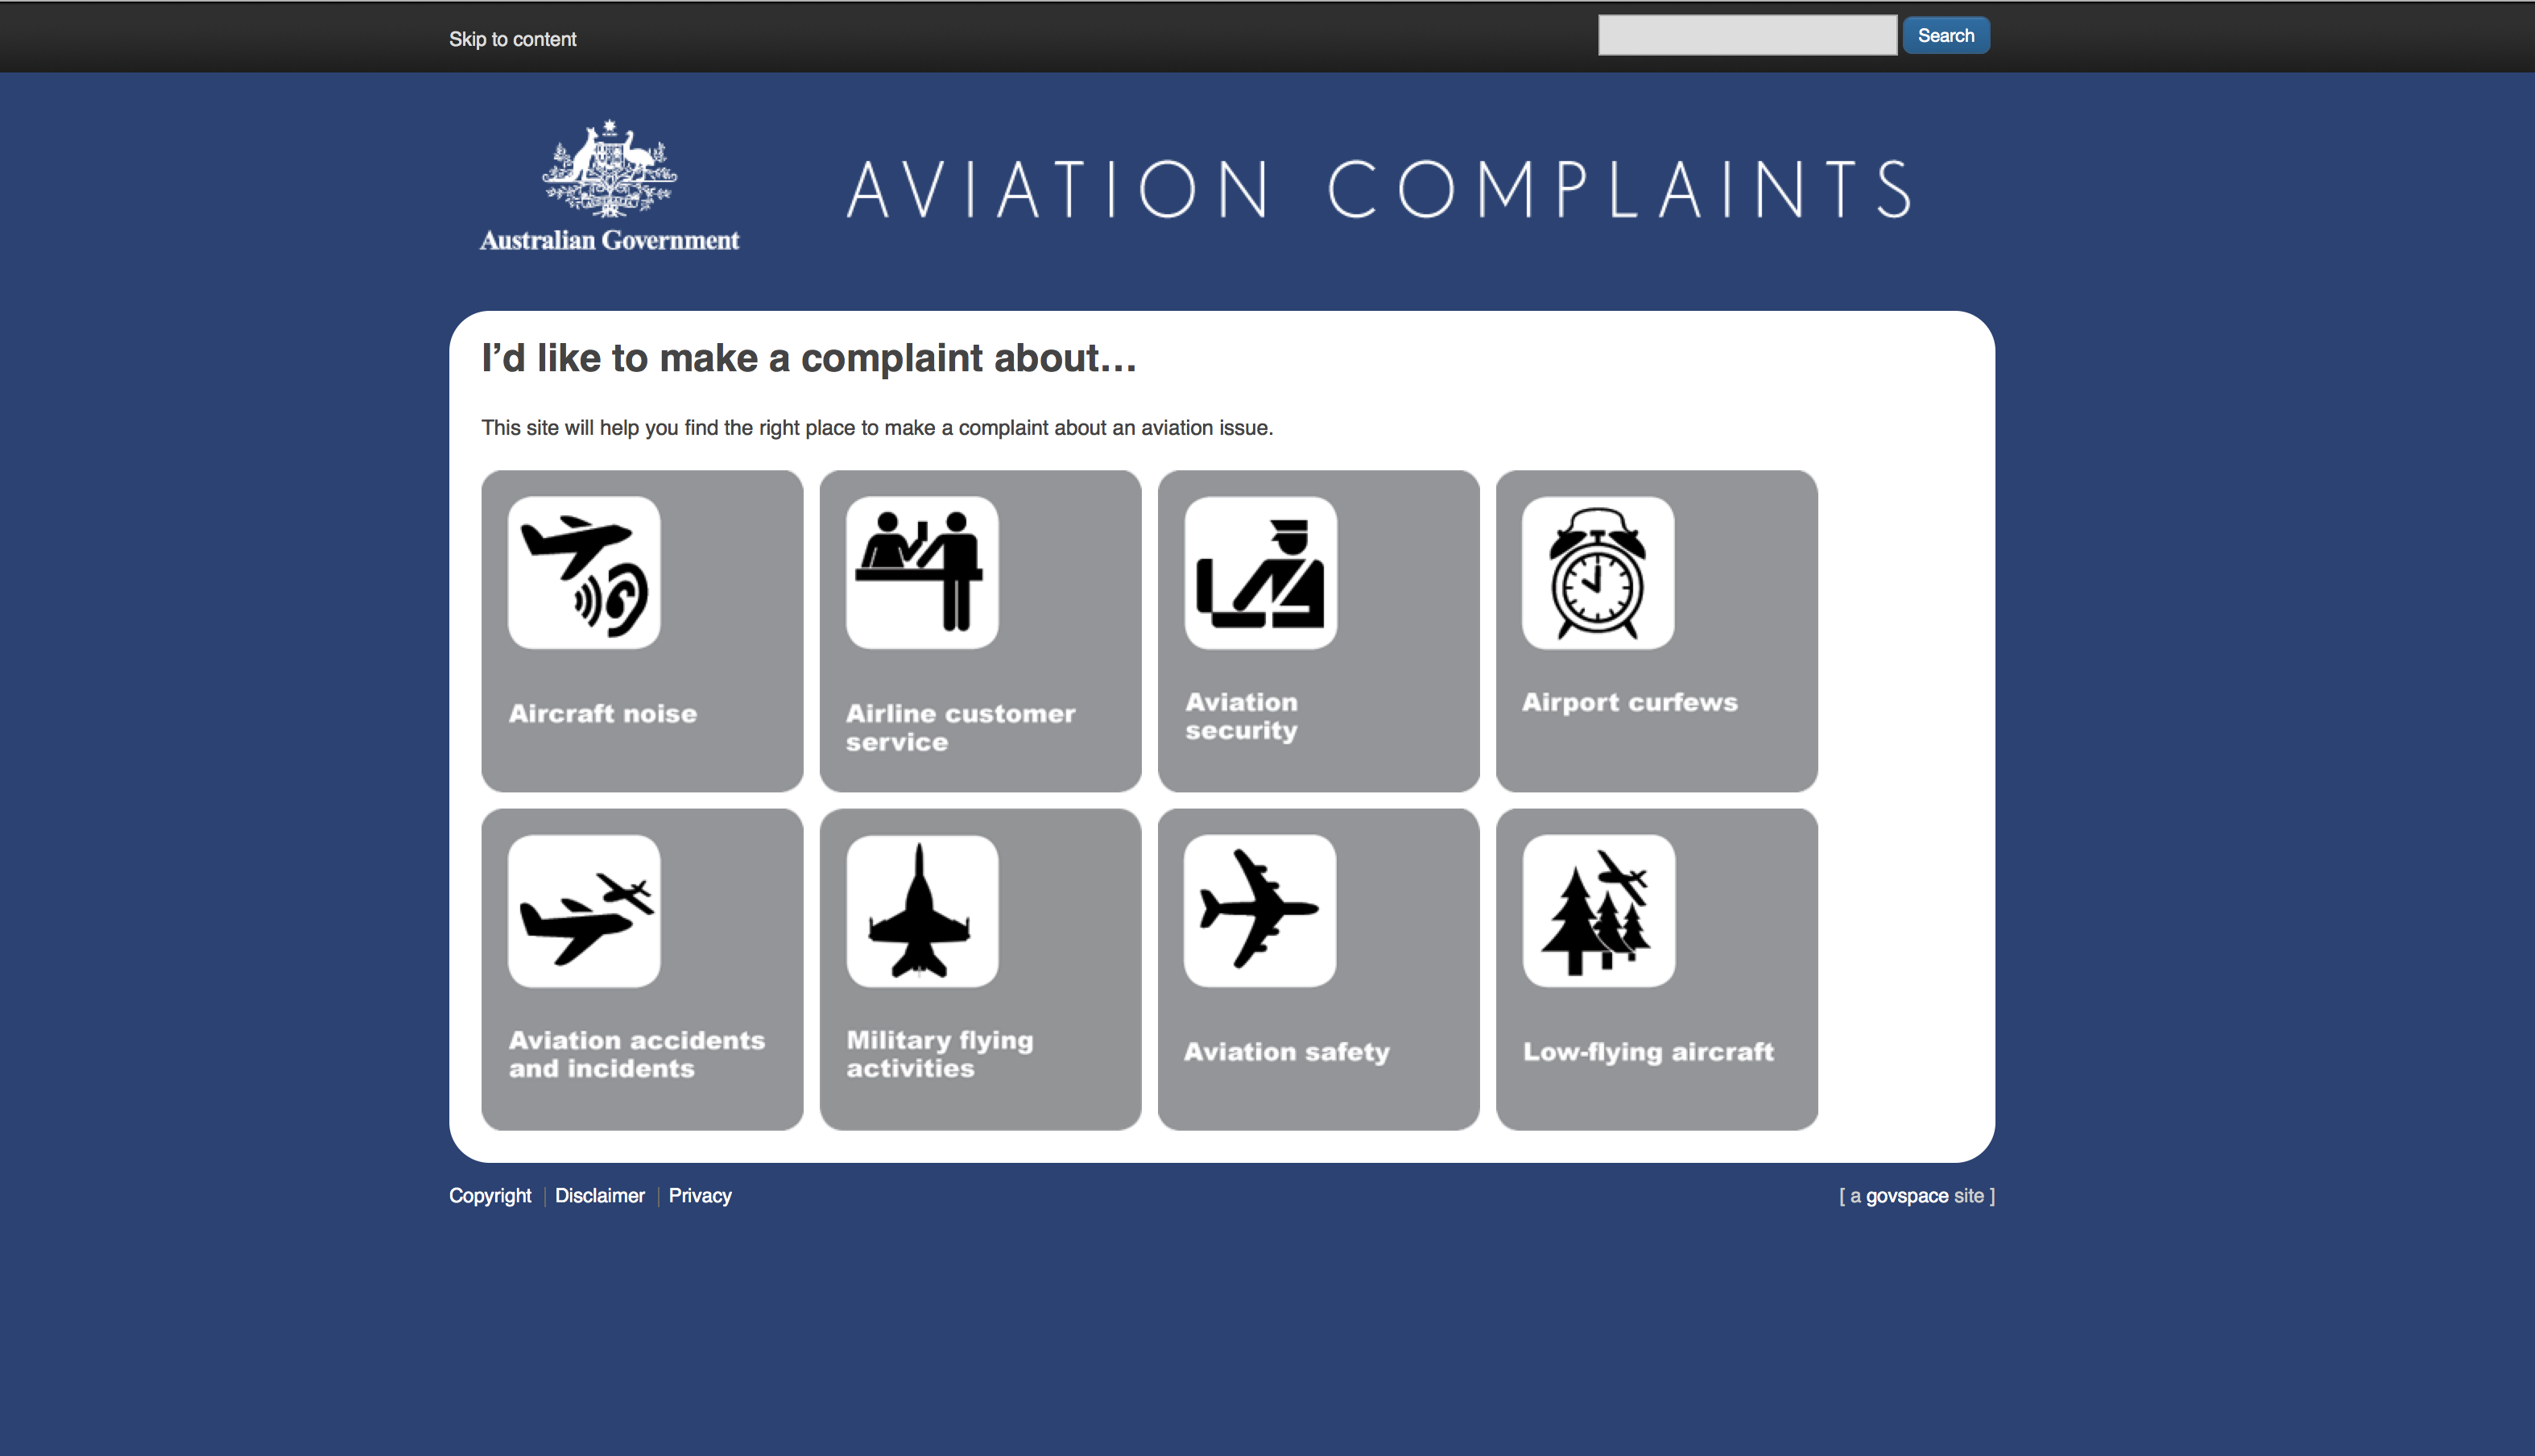 Skip to content
Search
Australian Government
AVIATION COMPLAINTS
I’d like to make a complaint about…
This site will help you find the right place to make a complaint about an aviation issue.
Aircraft noise
Airline customer
service
Aviation
security
Airport curfews
Aviation accidents
and incidents
Military flying
activities
Aviation safety
Low-flying aircraft
Copyright | Disclaimer | Privacy
[ a govspace site ]